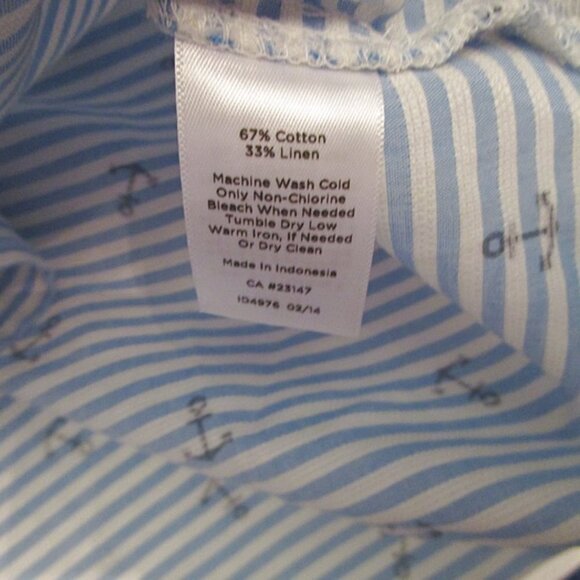 67% Cotton
33% Linen
Machine Wash Cold
Only Non-Chlorine
Bleach When Needed
Tumble Dry Low
Warm Iron, If Needed
Or Dry Clean
Made In Indonesia
CA #23147
ID4976 02/14